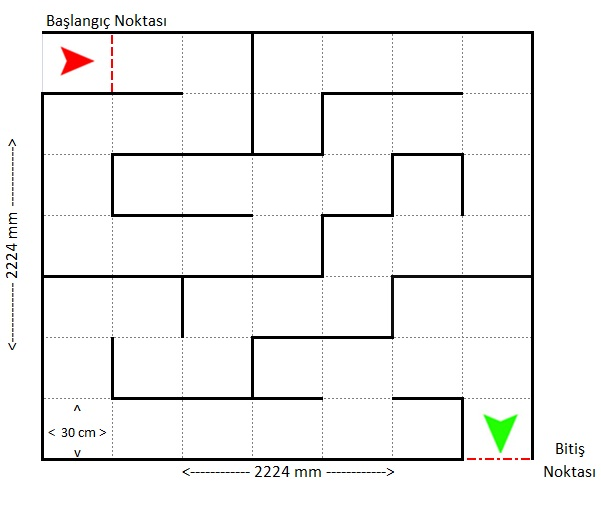 Başlangıç Noktası
<----------- 2224 mm ----------->
< 30 cm >
<------------ 2224 mm ------------>
Bitiş
Noktası